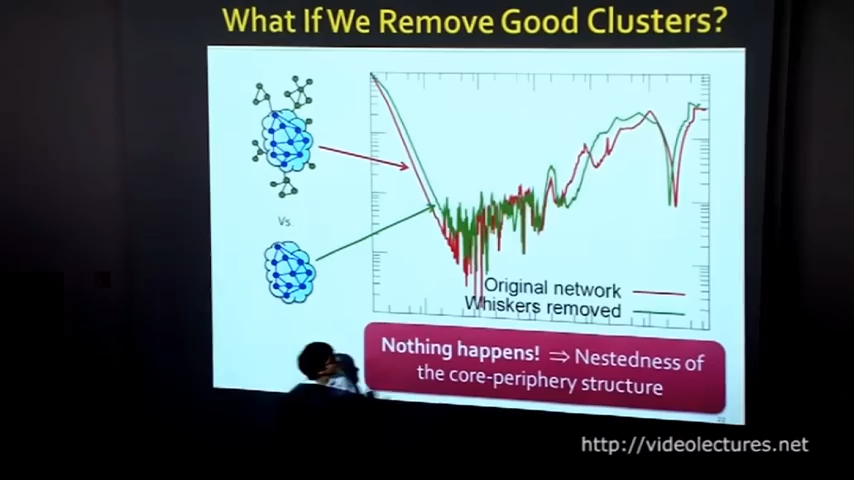 What If We Remove Good Clusters?
Vs.
Original network
Whiskers removed
Nothing happens! ⇒ Nestedness of
the core-periphery structure
22
http://videolectures.net